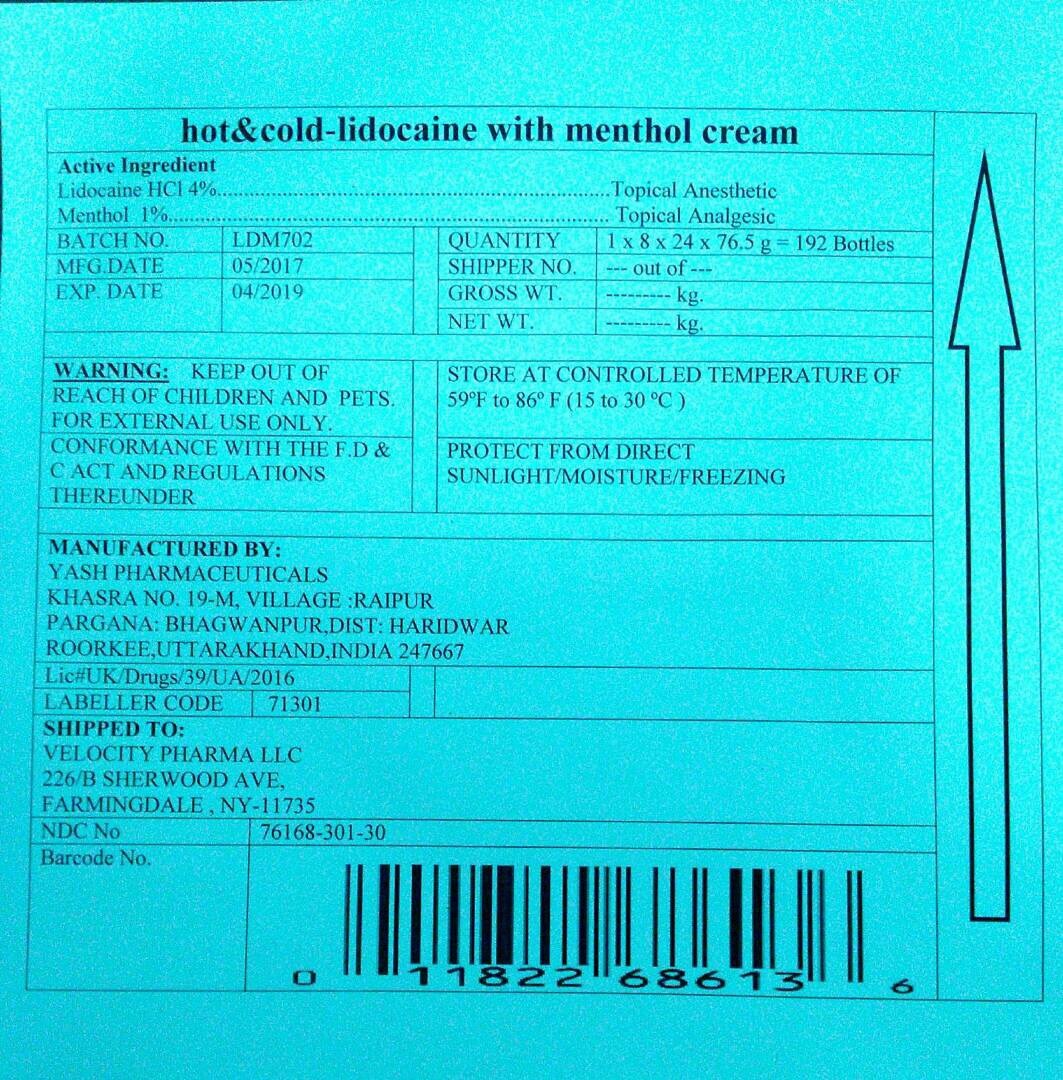 hot&cold-lidocaine with menthol cream
Active Ingredient
Lidocaine HCl 4%......................................................................Topical Anesthetic
Menthol 1%............................................................................... Topical Analgesic
BATCH NO. LDM702 QUANTITY 1 x 8 x 24 x 76.5 g = 192 Bottles
MFG.DATE 05/2017 SHIPPER NO. --- out of ---
EXP. DATE 04/2019 GROSS WT. --------- kg.
NET WT. --------- kg.
WARNING: KEEP OUT OF
REACH OF CHILDREN AND PETS.
FOR EXTERNAL USE ONLY.
STORE AT CONTROLLED TEMPERATURE OF
59ºF to 86º F (15 to 30 ºC )
CONFORMANCE WITH THE F.D &
C ACT AND REGULATIONS
THEREUNDER
PROTECT FROM DIRECT
SUNLIGHT/MOISTURE/FREEZING
MANUFACTURED BY:
YASH PHARMACEUTICALS
KHASRA NO. 19-M, VILLAGE :RAIPUR
PARGANA: BHAGWANPUR,DIST: HARIDWAR
ROORKEE,UTTARAKHAND,INDIA 247667
Lic#UK/Drugs/39/UA/2016
LABELLER CODE 71301
SHIPPED TO:
VELOCITY PHARMA LLC
226/B SHERWOOD AVE,
FARMINGDALE , NY-11735
NDC No 76168-301-30
Barcode No.
0 11822 68613 6